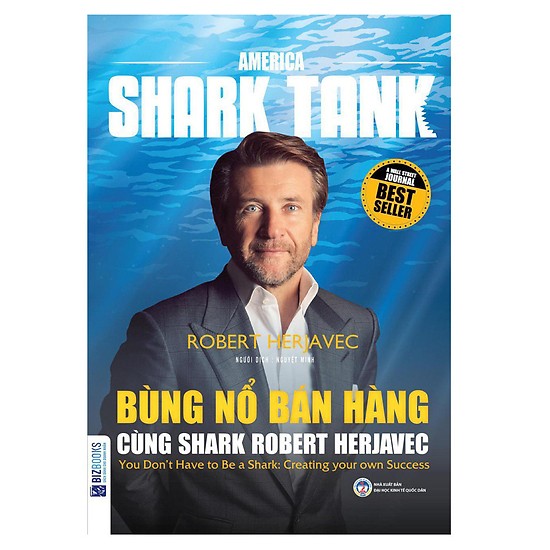 AMERICA
SHARK TANK
A WALL STREET
JOURNAL
BEST
SELLER
ROBERT HERJAVEC
NGƯỜI DỊCH : NGUYỆT MINH
BÙNG NỔ BÁN HÀNG
CÙNG SHARK ROBERT HERJAVEC
You Don't Have to Be a Shark: Creating your own Success
BIZBOOKS
NHÀ XUẤT BẢN
ĐẠI HỌC KINH TẾ QUỐC DÂN